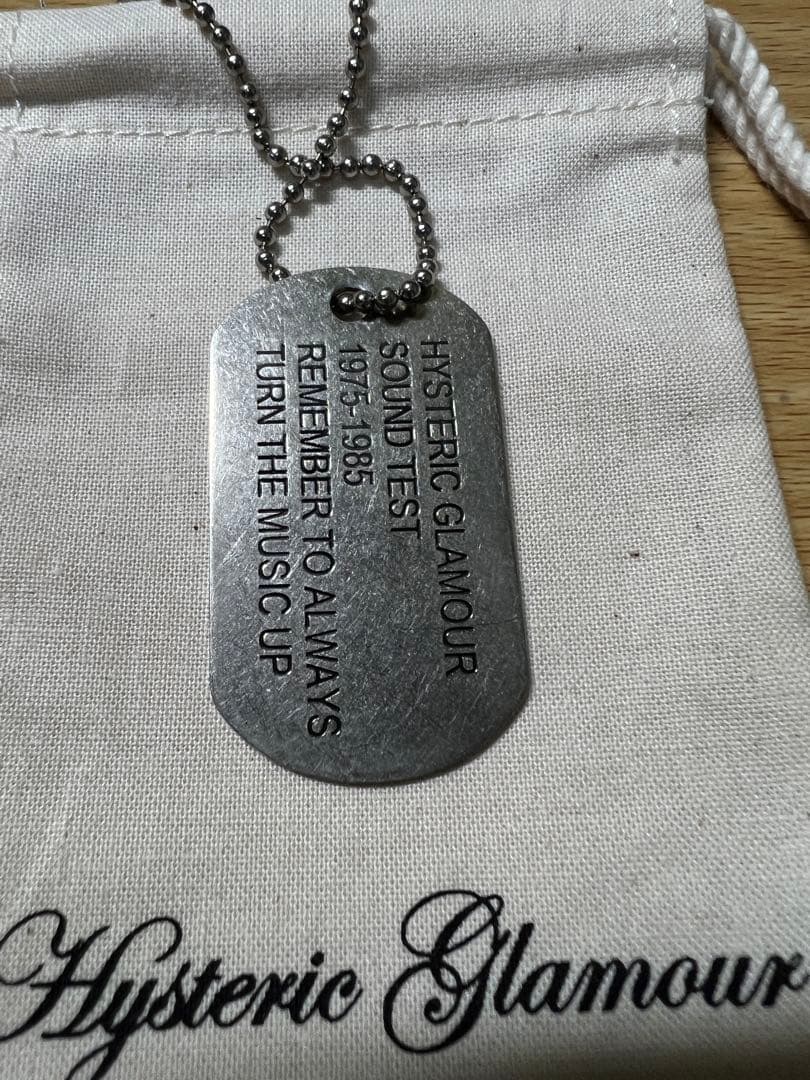 HYSTERIC GLAMOUR
SOUND TEST
1975-1985
REMEMBER TO ALWAYS
TURN THE MUSIC UP
Hysteric Glamour